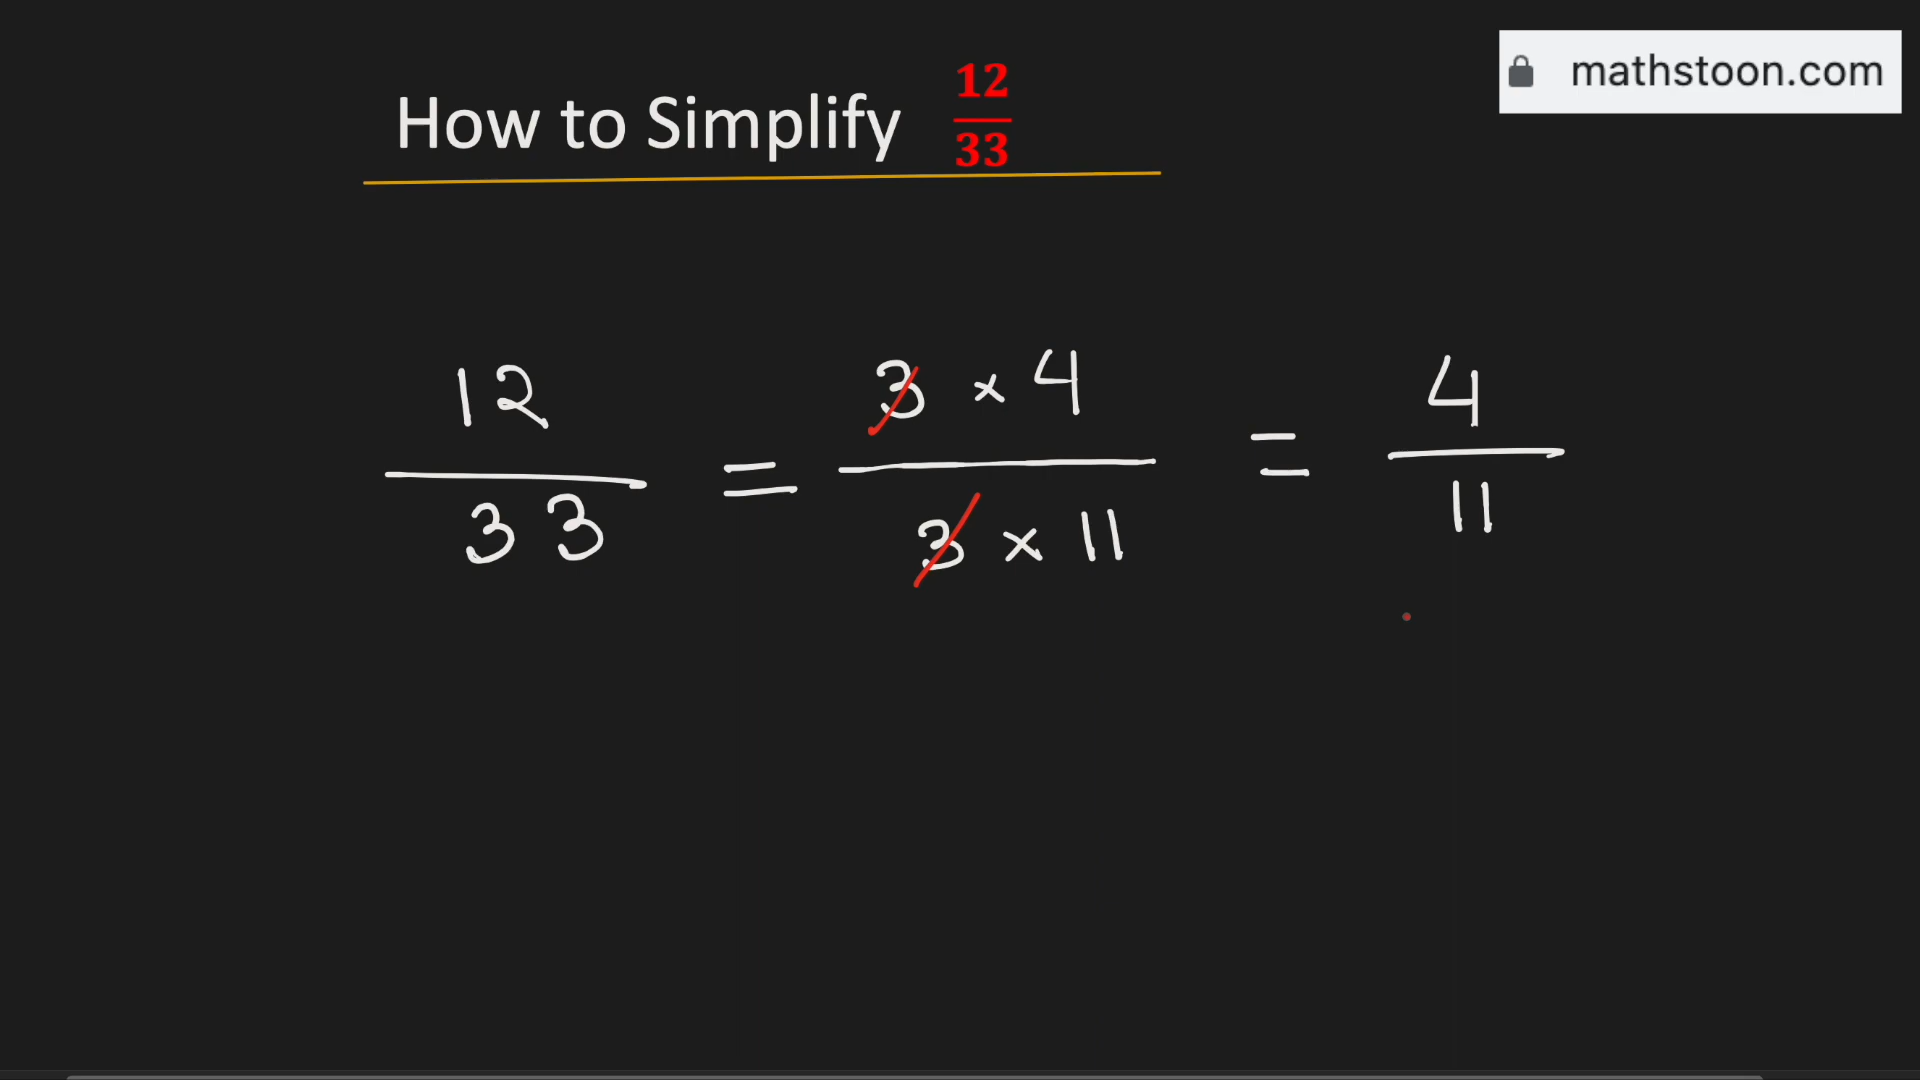 How to Simplify 12/33
mathstoon.com
12/33 = 3 × 4 / 3 × 11 = 4/11